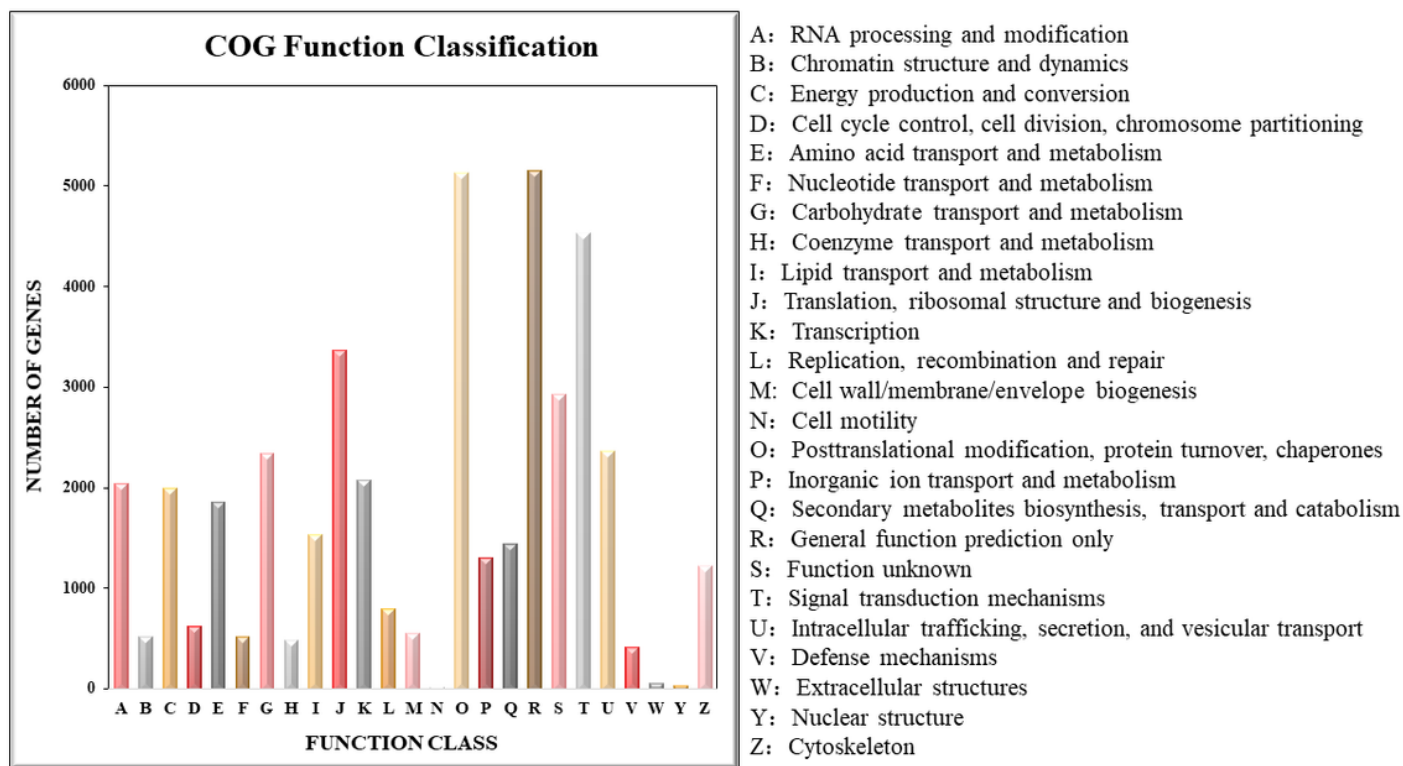 COG Function Classification
6000
5000
4000
3000
2000
1000
0
NUMBER OF GENES
A B C D E F G H I J K L M N O P Q R S T U V W Y Z
FUNCTION CLASS
A：RNA processing and modification
B：Chromatin structure and dynamics
C：Energy production and conversion
D：Cell cycle control, cell division, chromosome partitioning
E：Amino acid transport and metabolism
F：Nucleotide transport and metabolism
G：Carbohydrate transport and metabolism
H：Coenzyme transport and metabolism
I：Lipid transport and metabolism
J：Translation, ribosomal structure and biogenesis
K：Transcription
L：Replication, recombination and repair
M: Cell wall/membrane/envelope biogenesis
N：Cell motility
O：Posttranslational modification, protein turnover, chaperones
P：Inorganic ion transport and metabolism
Q：Secondary metabolites biosynthesis, transport and catabolism
R：General function prediction only
S：Function unknown
T：Signal transduction mechanisms
U：Intracellular trafficking, secretion, and vesicular transport
V：Defense mechanisms
W：Extracellular structures
Y：Nuclear structure
Z：Cytoskeleton